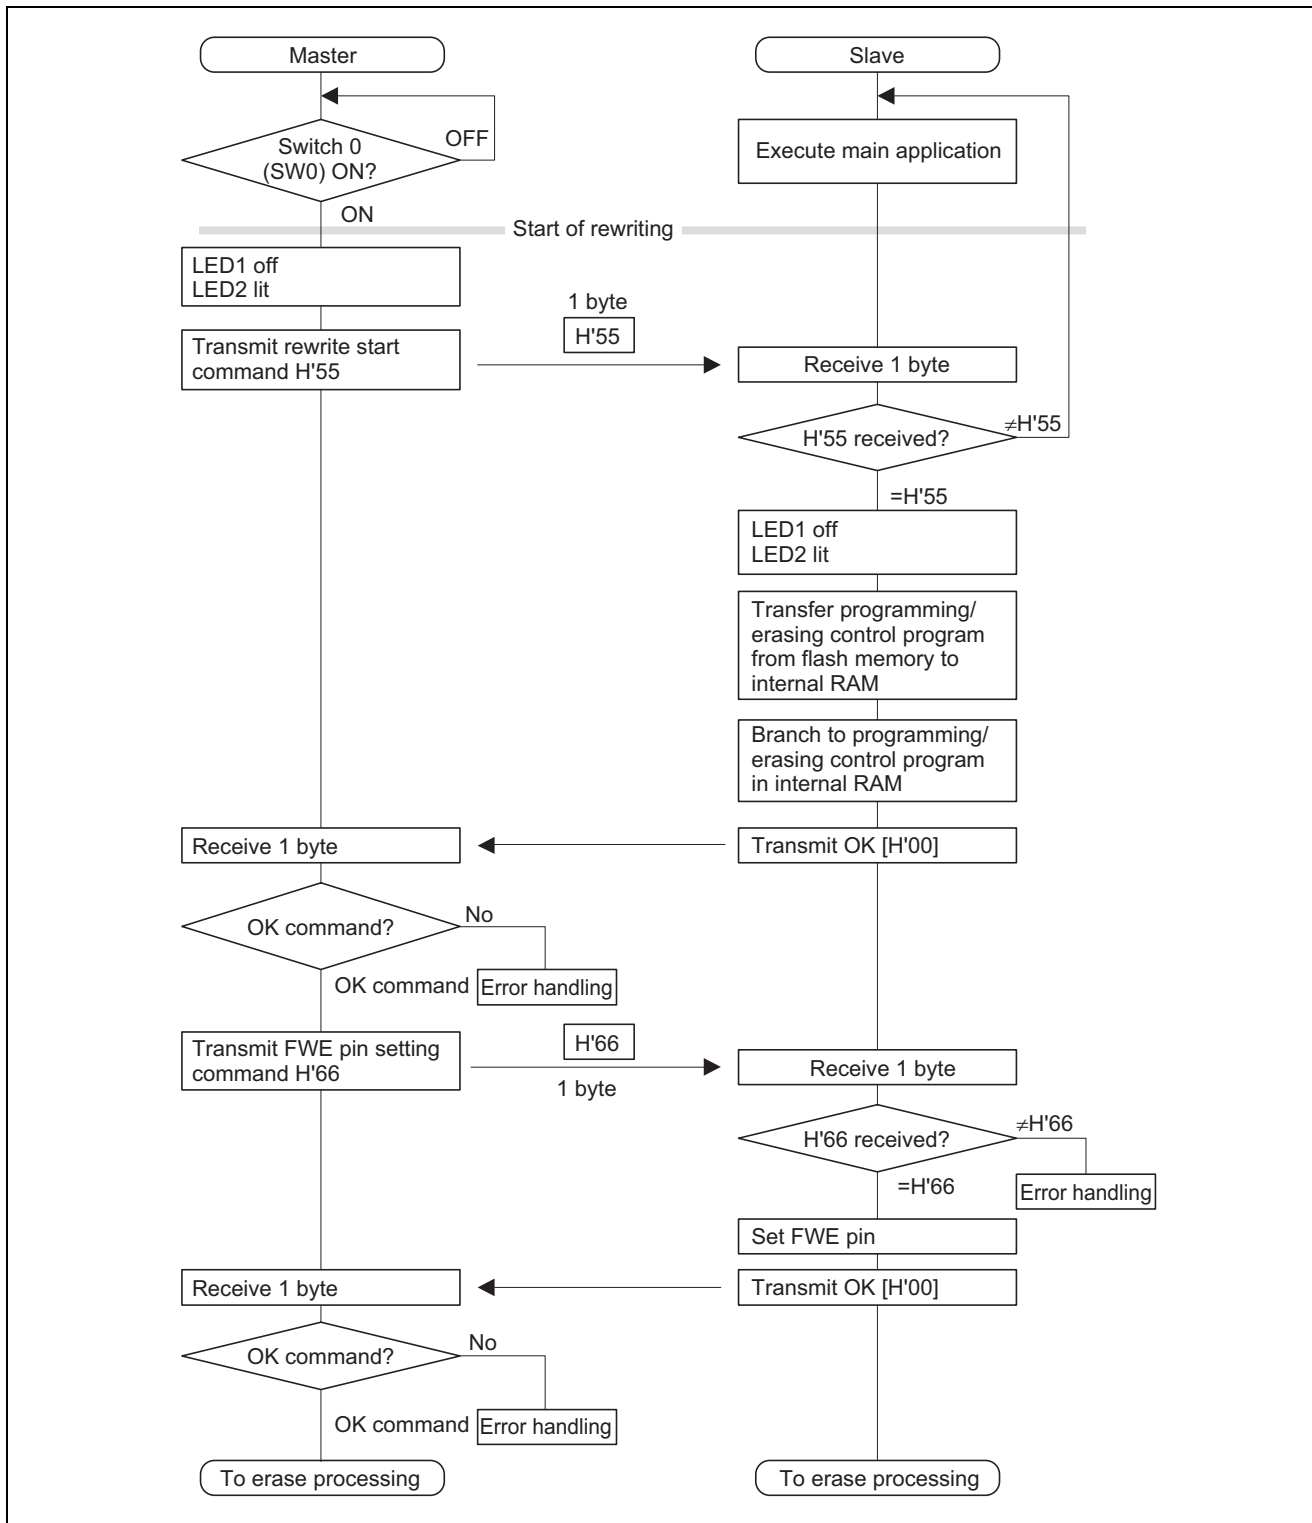 Master
Slave
Switch 0
(SW0) ON?
OFF
Execute main application
ON
Start of rewriting
LED1 off
LED2 lit
1 byte
H'55
Transmit rewrite start
command H'55
Receive 1 byte
H'55 received?
≠H'55
=H'55
LED1 off
LED2 lit
Transfer programming/
erasing control program
from flash memory to
internal RAM
Branch to programming/
erasing control program
in internal RAM
Receive 1 byte
Transmit OK [H'00]
OK command?
No
OK command
Error handling
Transmit FWE pin setting
command H'66
H'66
1 byte
Receive 1 byte
H'66 received?
≠H'66
=H'66
Error handling
Set FWE pin
Receive 1 byte
Transmit OK [H'00]
OK command?
No
OK command
Error handling
To erase processing
To erase processing